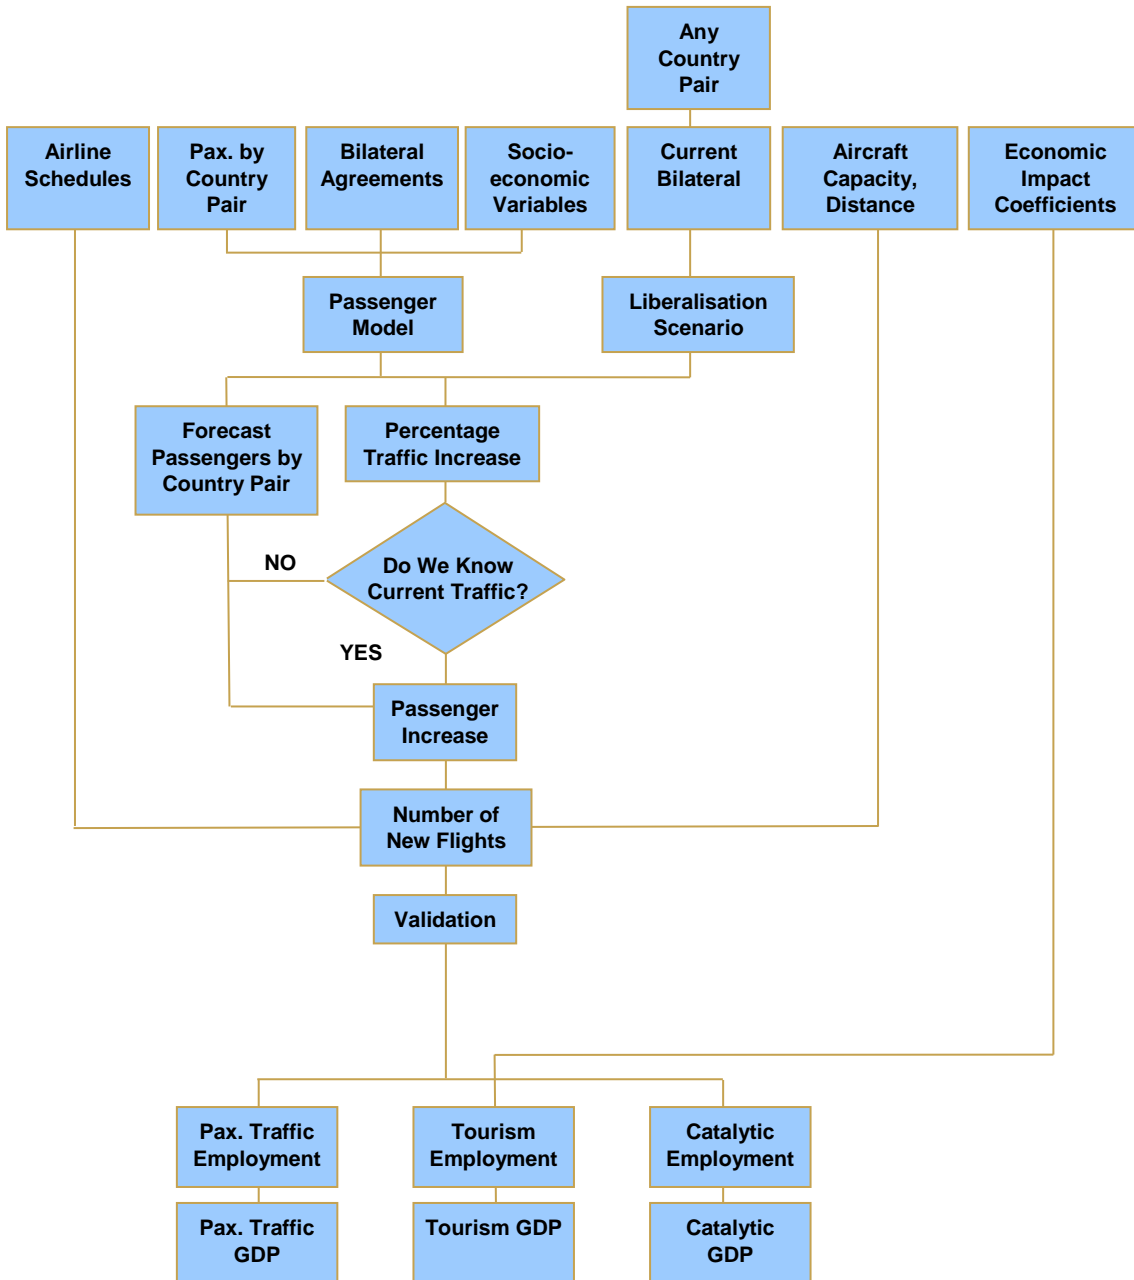 Any
Country
Pair
Airline
Schedules
Pax. by
Country
Pair
Bilateral
Agreements
Socio-
economic
Variables
Current
Bilateral
Aircraft
Capacity,
Distance
Economic
Impact
Coefficients
Passenger
Model
Liberalisation
Scenario
Forecast
Passengers by
Country Pair
Percentage
Traffic Increase
NO
Do We Know
Current Traffic?
YES
Passenger
Increase
Number of
New Flights
Validation
Pax. Traffic
Employment
Tourism
Employment
Catalytic
Employment
Pax. Traffic
GDP
Tourism GDP
Catalytic
GDP